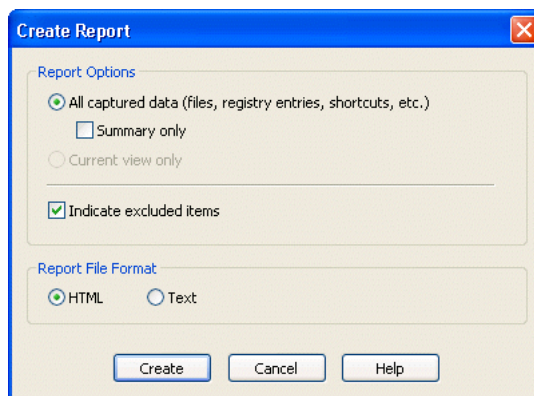 Create Report
Report Options
All captured data (files, registry entries, shortcuts, etc.)
Summary only
Current view only
Indicate excluded items
Report File Format
HTML Text
Create Cancel Help